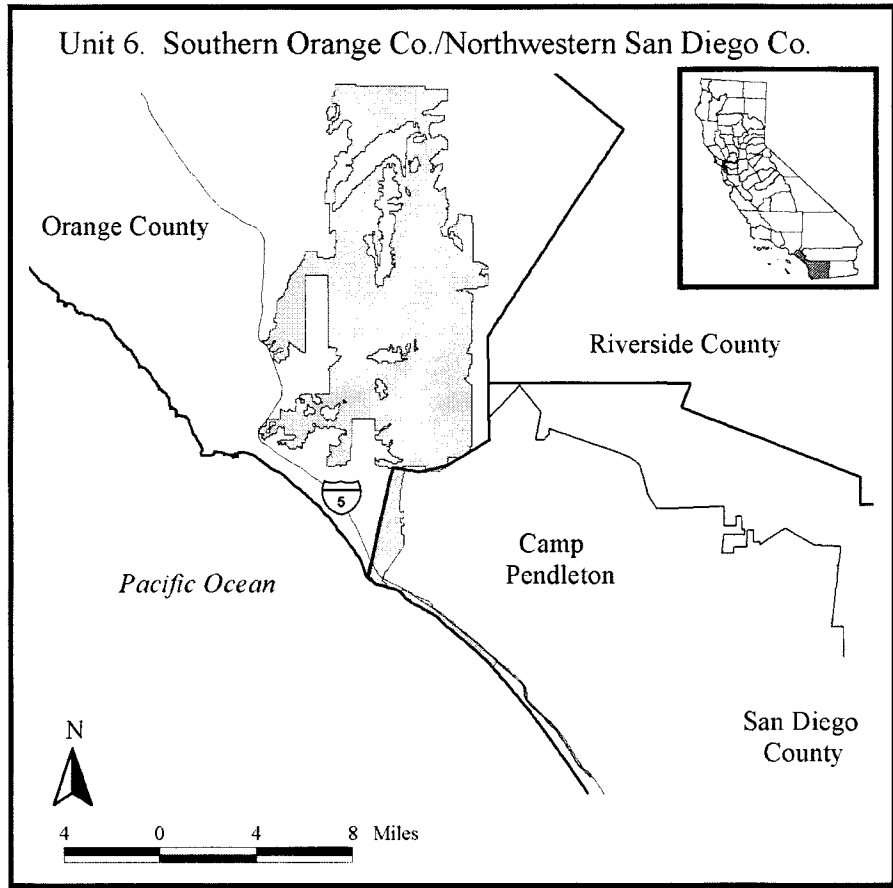 Unit 6.  Southern Orange Co./Northwestern San Diego Co.
Orange County
Riverside County
5
Camp
Pendleton
Pacific Ocean
San Diego
County
N
4 0 4 8 Miles